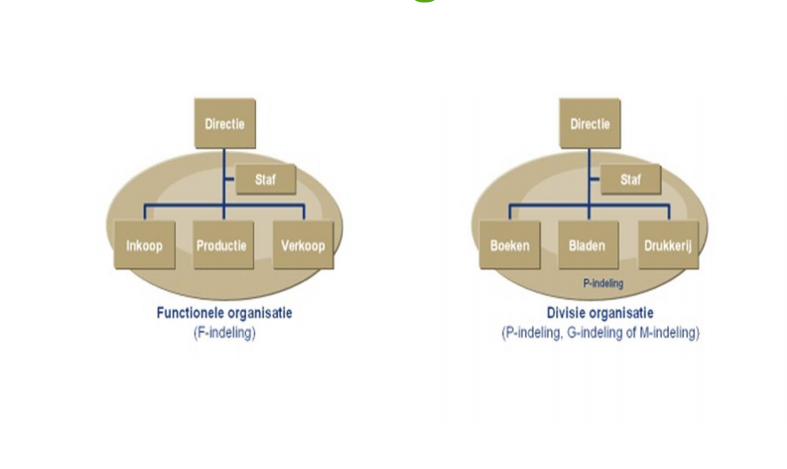 Directie
Staf
Inkoop
Productie
Verkoop
Functionele organisatie
(F-indeling)
Directie
Staf
Boeken
Bladen
Drukkerij
P-indeling
Divisie organisatie
(P-indeling, G-indeling of M-indeling)